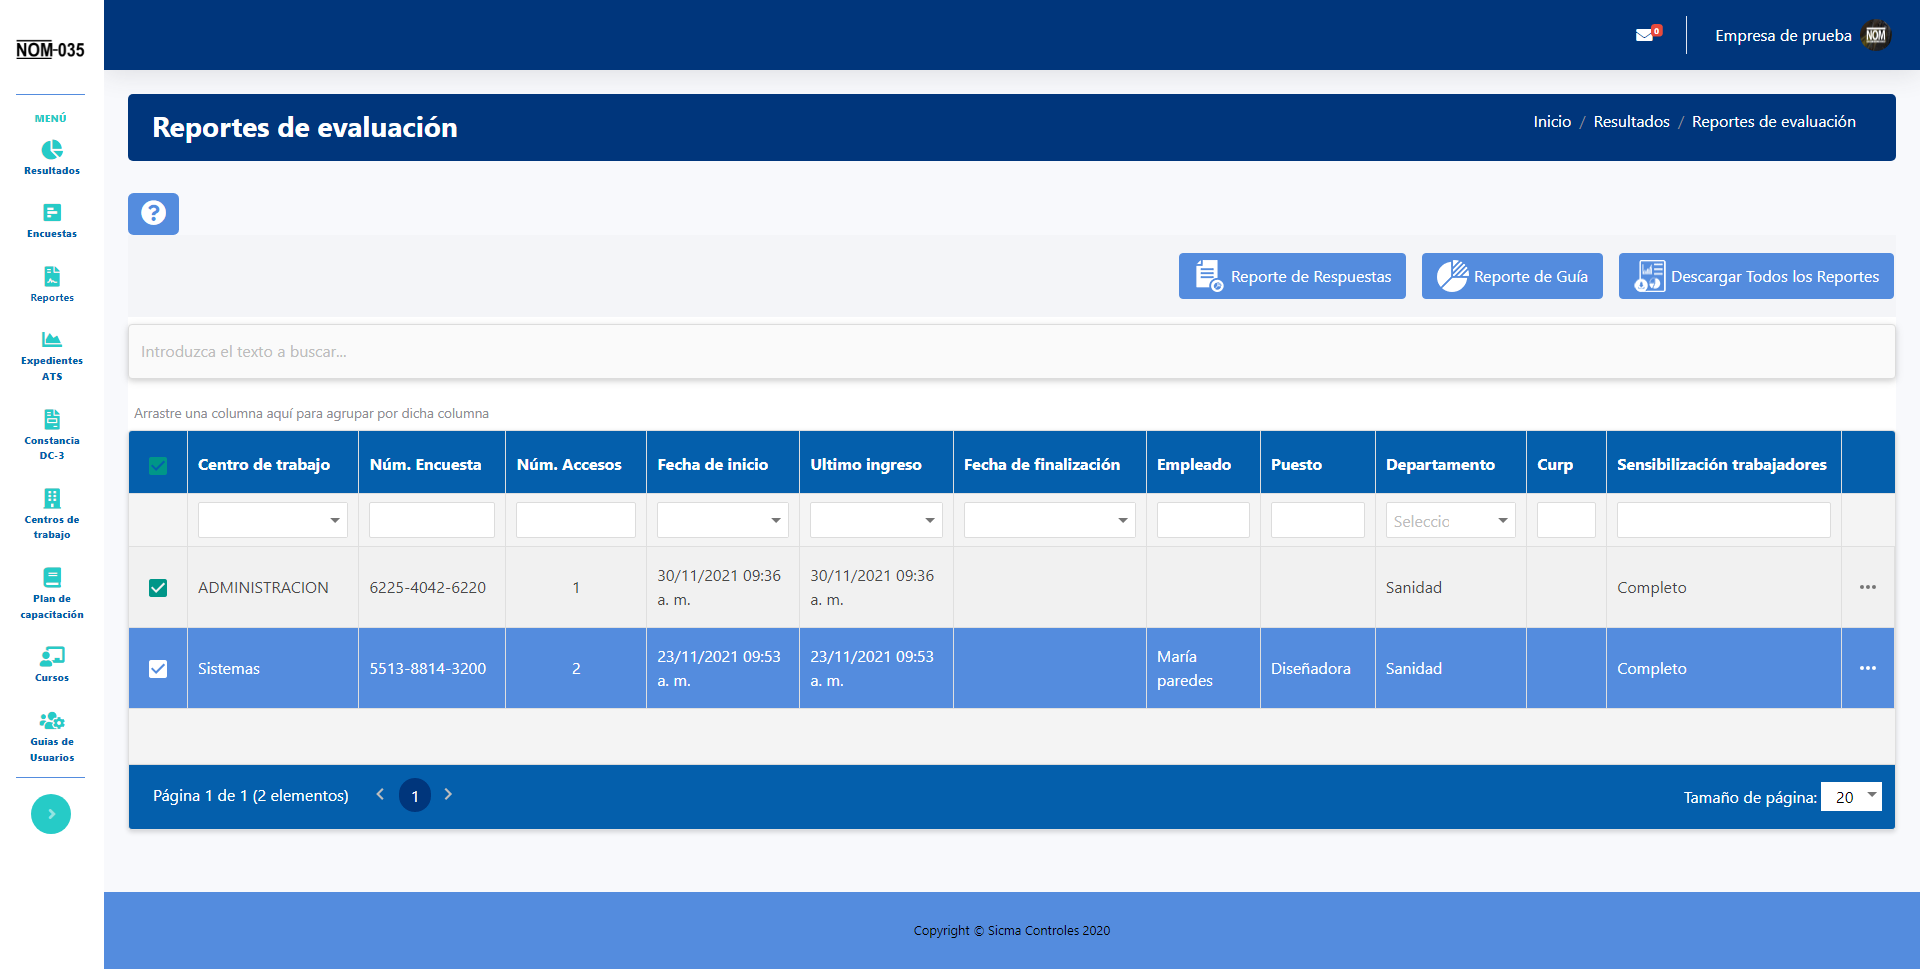 NOM-035
0
Empresa de prueba
NOM
MENÚ
Resultados
Encuestas
Reportes
Expedientes
ATS
Constancia
DC-3
Centros de
trabajo
Plan de
capacitación
Cursos
Guias de
Usuarios
Reportes de evaluación
Inicio / Resultados / Reportes de evaluación
?
Reporte de Respuestas
Reporte de Guía
Descargar Todos los Reportes
Introduzca el texto a buscar...
Arrastre una columna aquí para agrupar por dicha columna
Centro de trabajo Núm. Encuesta Núm. Accesos Fecha de inicio Ultimo ingreso Fecha de finalización Empleado Puesto Departamento Curp Sensibilización trabajadores
Seleccio
ADMINISTRACION 6225-4042-6220 1 30/11/2021 09:36 30/11/2021 09:36 Sanidad Completo ...
a. m. a. m.
Sistemas 5513-8814-3200 2 23/11/2021 09:53 23/11/2021 09:53 María Diseñadora Sanidad Completo ...
a. m. a. m. paredes
Página 1 de 1 (2 elementos) 1
Tamaño de página: 20
Copyright © Sicma Controles 2020